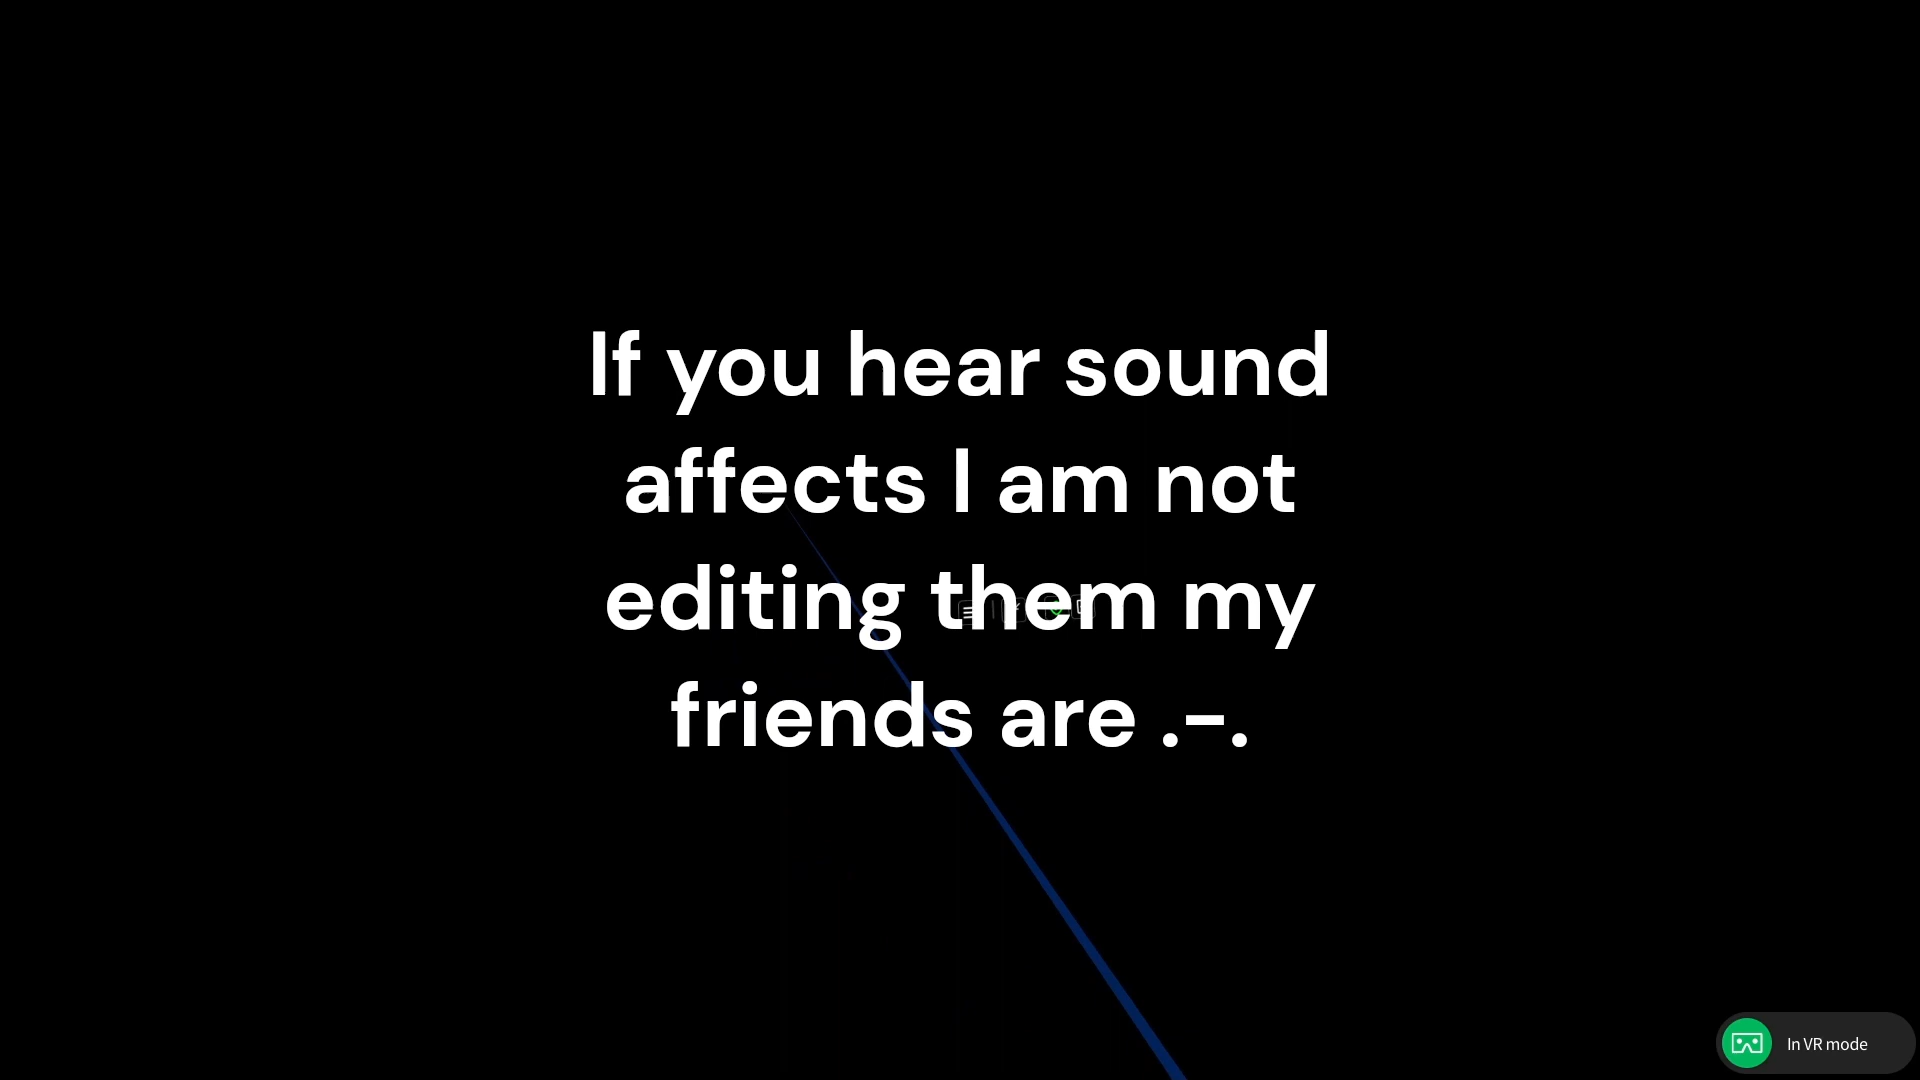 If you hear sound
affects I am not
editing them my
friends are .-.
In VR mode